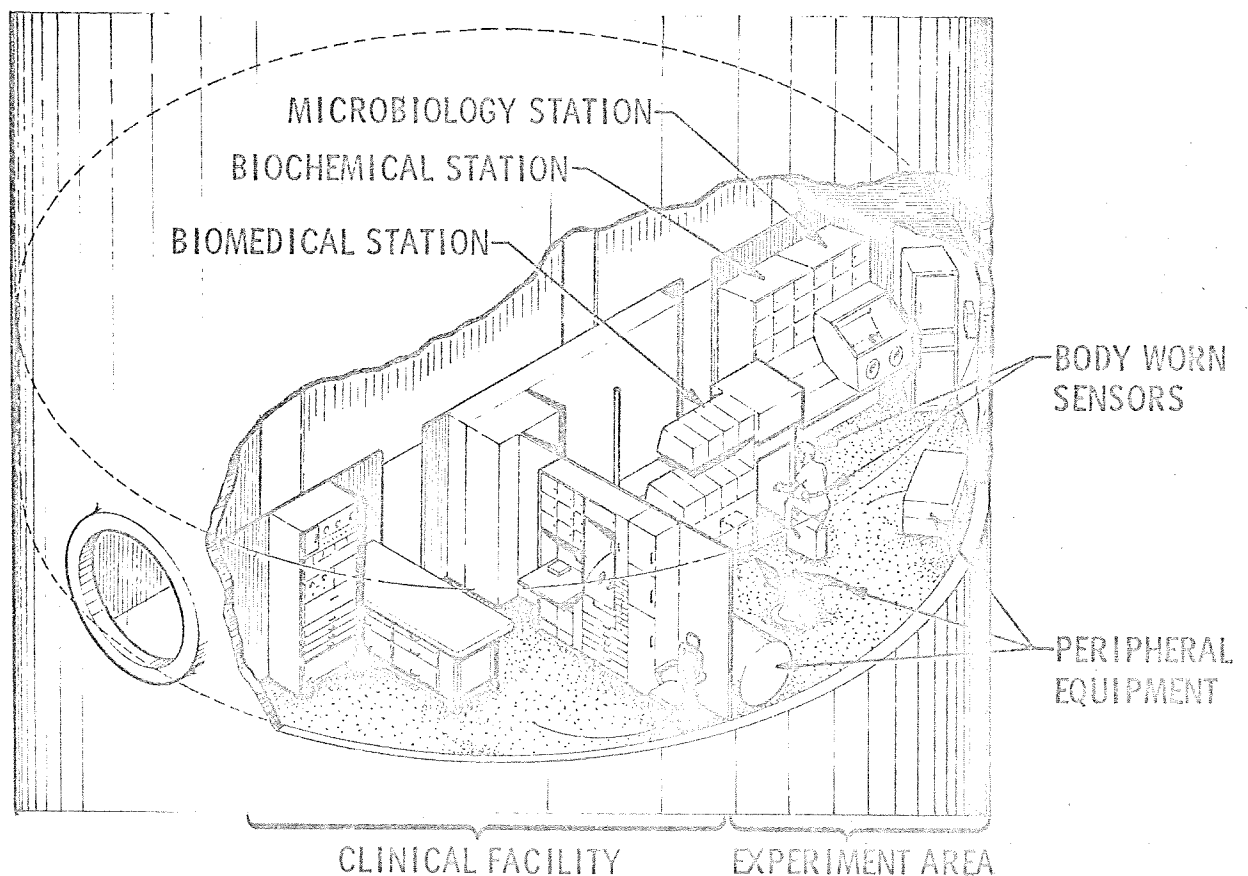 MICROBIOLOGY STATION
BIOCHEMICAL STATION
BIOMEDICAL STATION
BODY WORN
SENSORS
PERIPHERAL
EQUIPMENT
CLINICAL FACILITY
EXPERIMENT AREA